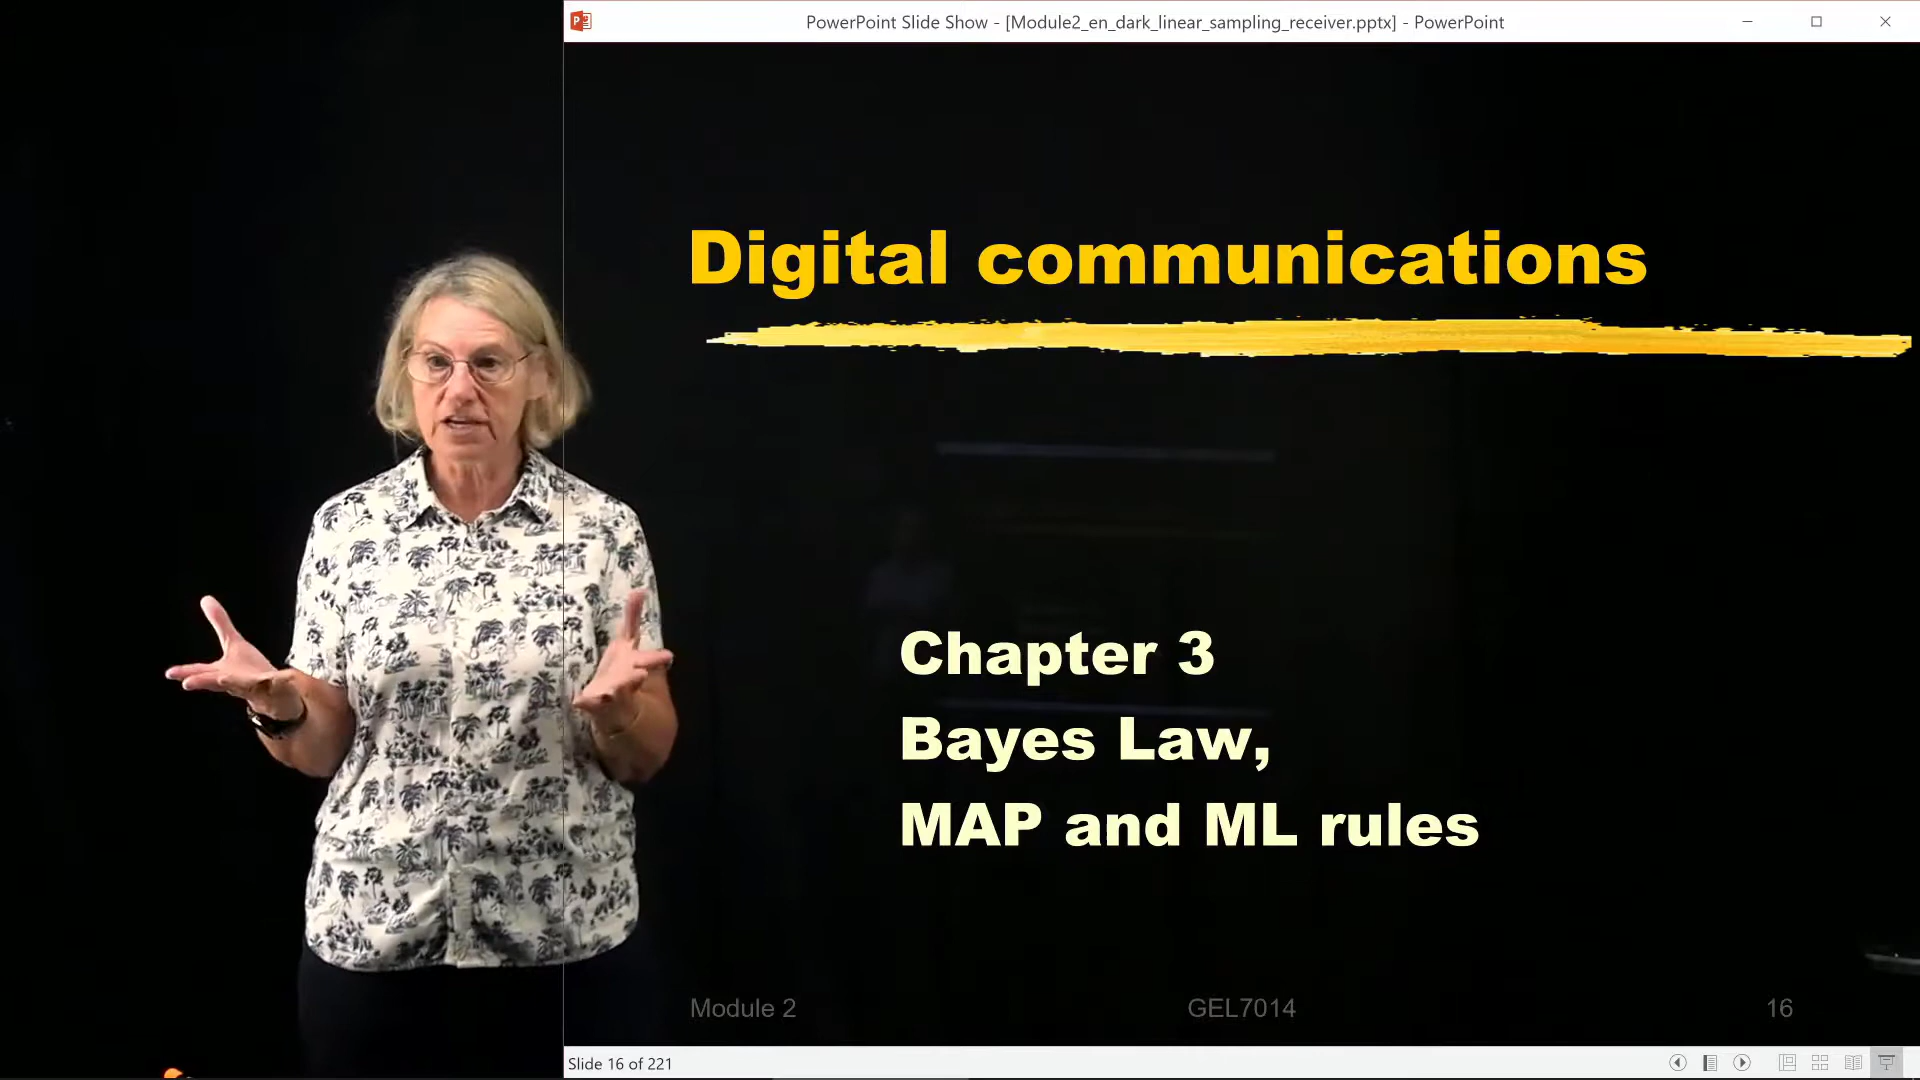 PowerPoint Slide Show - [Module2_en_dark_linear_sampling_receiver.pptx] - PowerPoint
Digital communications
Chapter 3
Bayes Law,
MAP and ML rules
Module 2 GEL7014 16
Slide 16 of 221